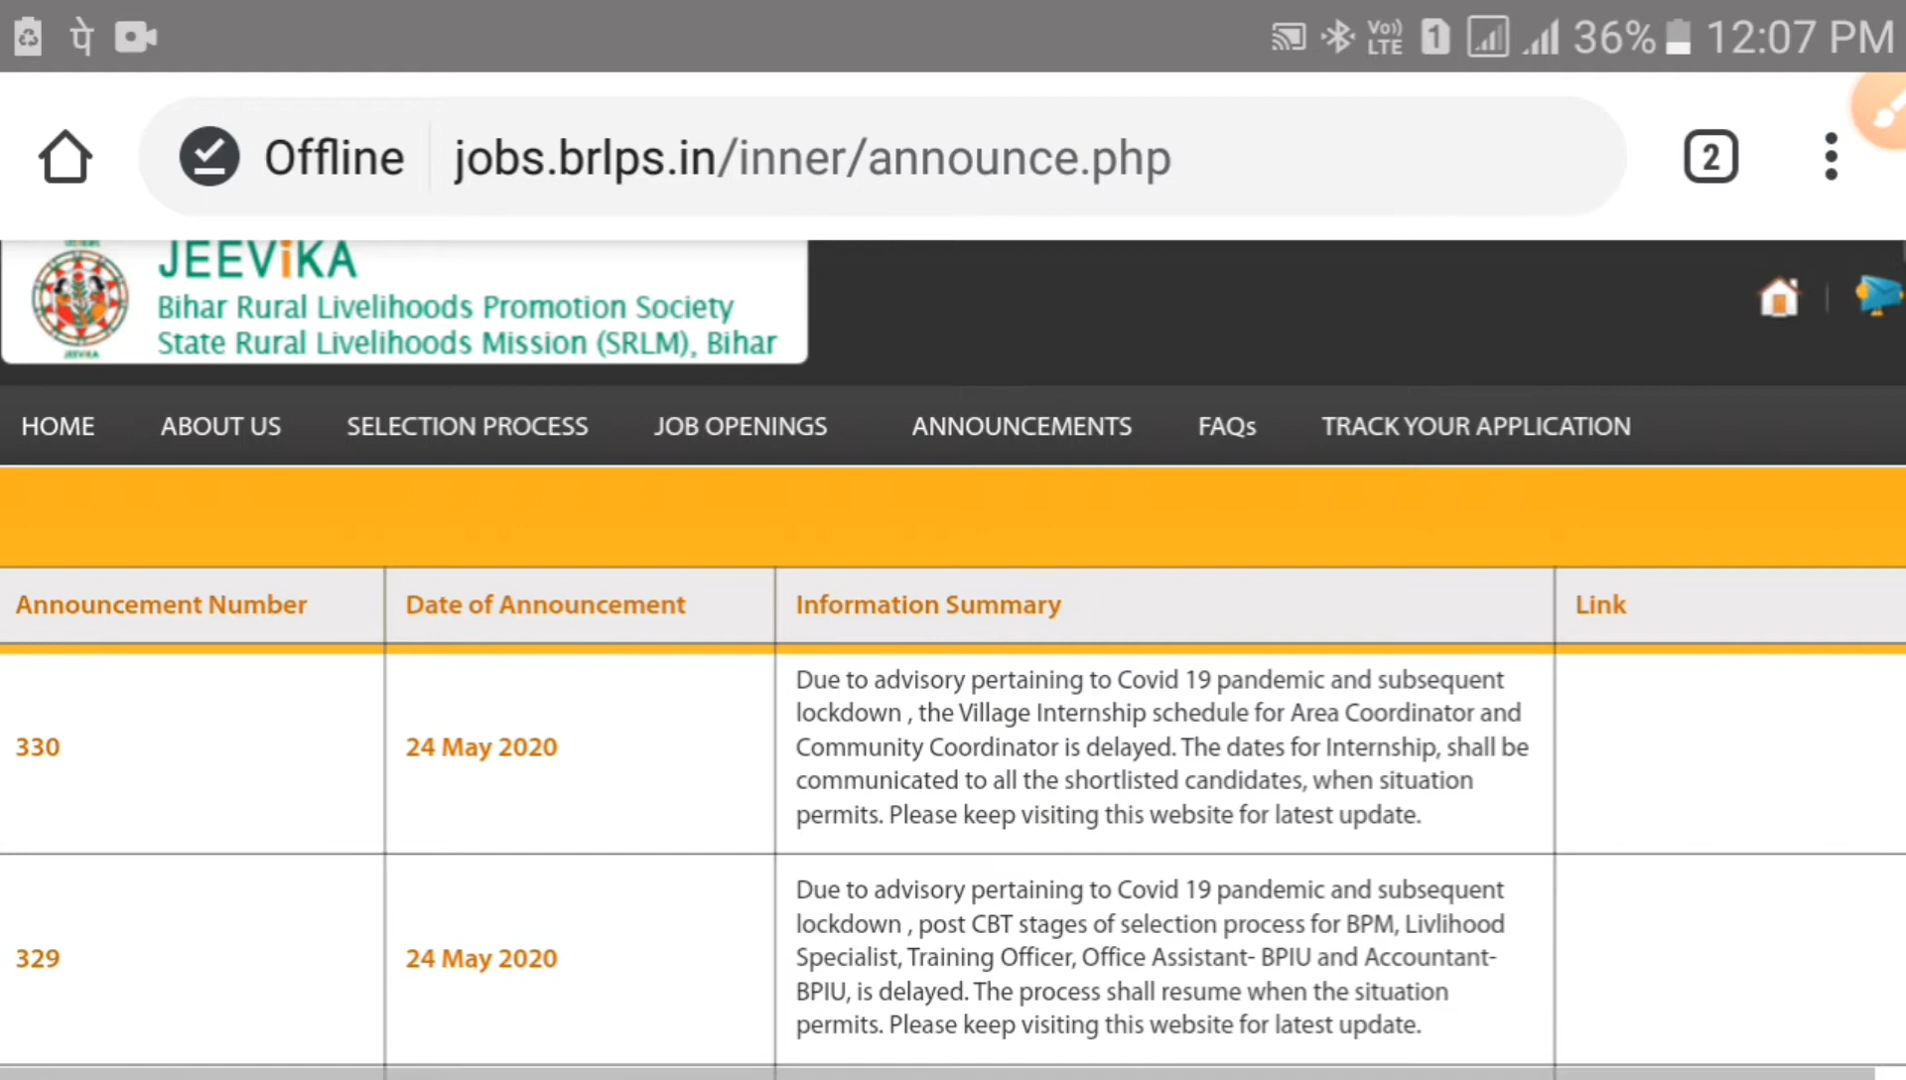 पे Vo)) LTE 1 36% 12:07 PM
Offline jobs.brlps.in/inner/announce.php 2
JEEViKA
Bihar Rural Livelihoods Promotion Society
State Rural Livelihoods Mission (SRLM), Bihar
JEEViKA
HOME ABOUT US SELECTION PROCESS JOB OPENINGS ANNOUNCEMENTS FAQs TRACK YOUR APPLICATION
Announcement Number Date of Announcement Information Summary Link
330 24 May 2020
Due to advisory pertaining to Covid 19 pandemic and subsequent
lockdown , the Village Internship schedule for Area Coordinator and
Community Coordinator is delayed. The dates for Internship, shall be
communicated to all the shortlisted candidates, when situation
permits. Please keep visiting this website for latest update.
329 24 May 2020
Due to advisory pertaining to Covid 19 pandemic and subsequent
lockdown , post CBT stages of selection process for BPM, Livlihood
Specialist, Training Officer, Office Assistant- BPIU and Accountant-
BPIU, is delayed. The process shall resume when the situation
permits. Please keep visiting this website for latest update.